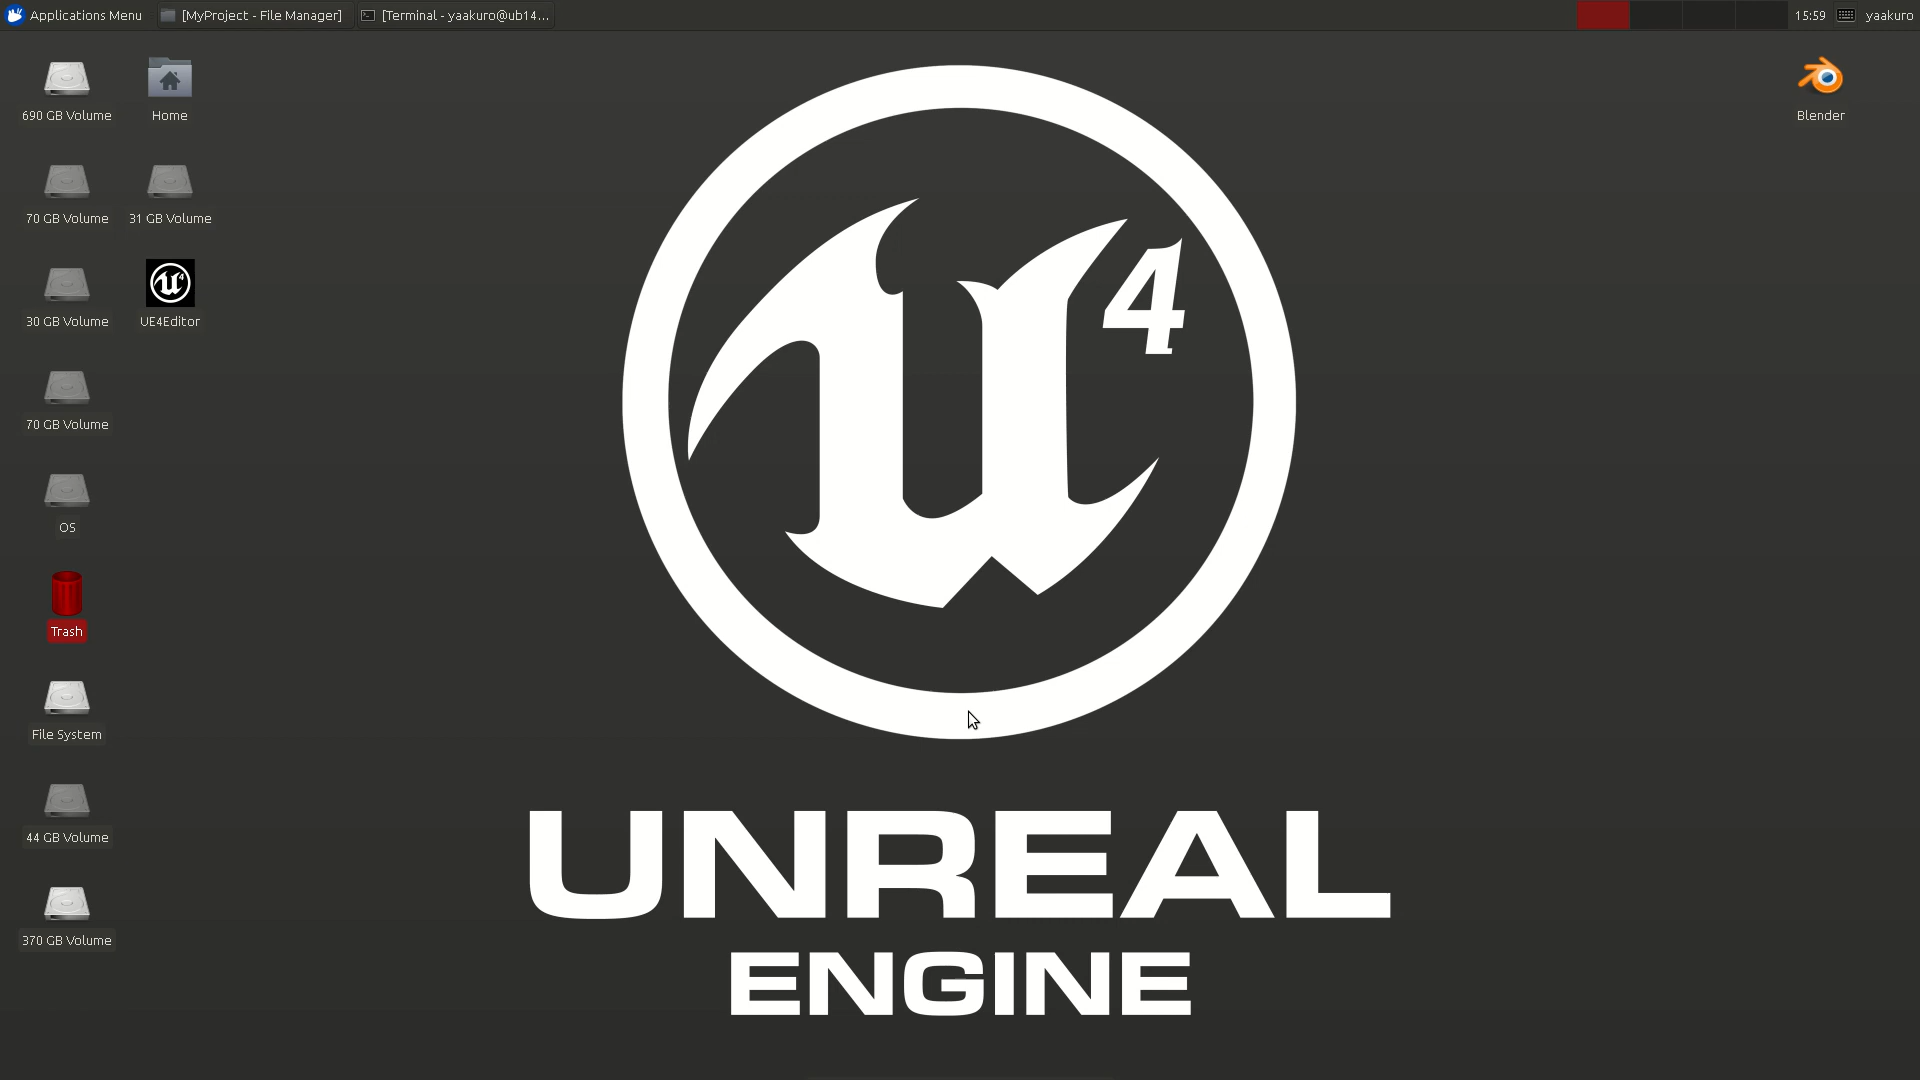 Applications Menu
[MyProject - File Manager]
[Terminal - yaakuro@ub14...
15:59
yaakuro
690 GB Volume
Home
Blender
70 GB Volume
31 GB Volume
30 GB Volume
UE4Editor
70 GB Volume
OS
Trash
File System
44 GB Volume
370 GB Volume
u4
UNREAL
ENGINE